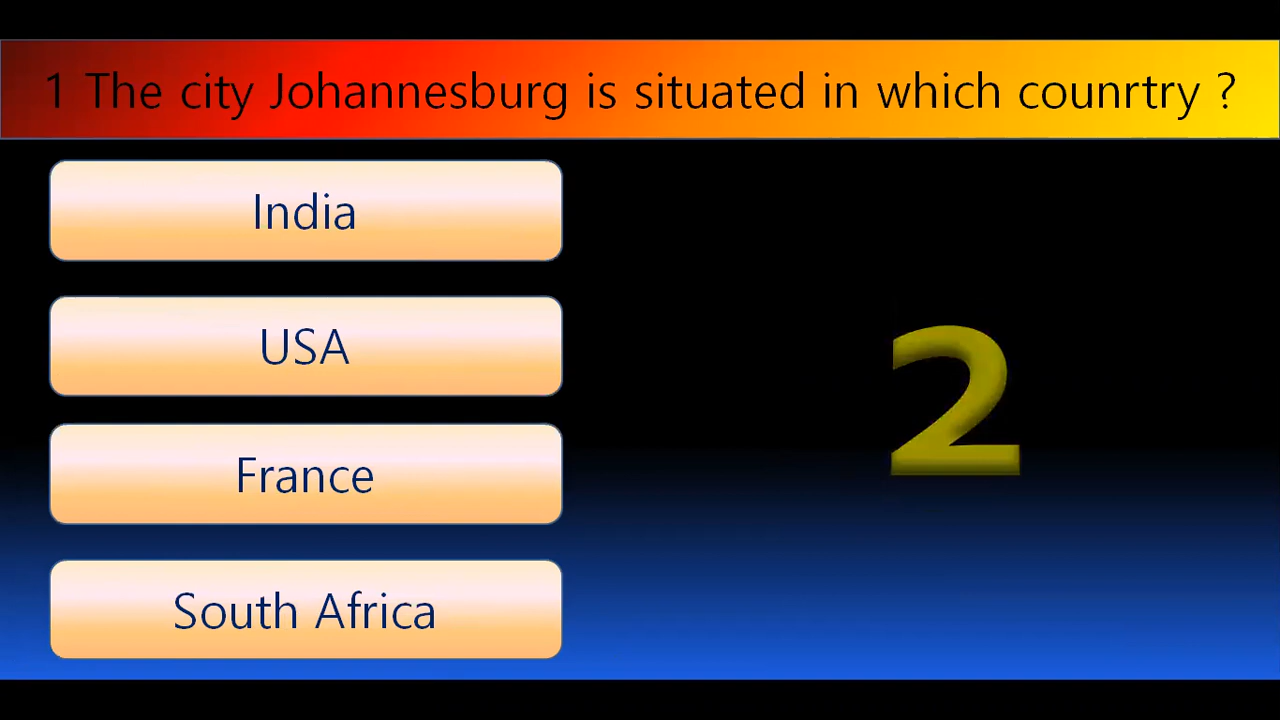 1 The city Johannesburg is situated in which counrtry ?
India
USA
France
South Africa
2